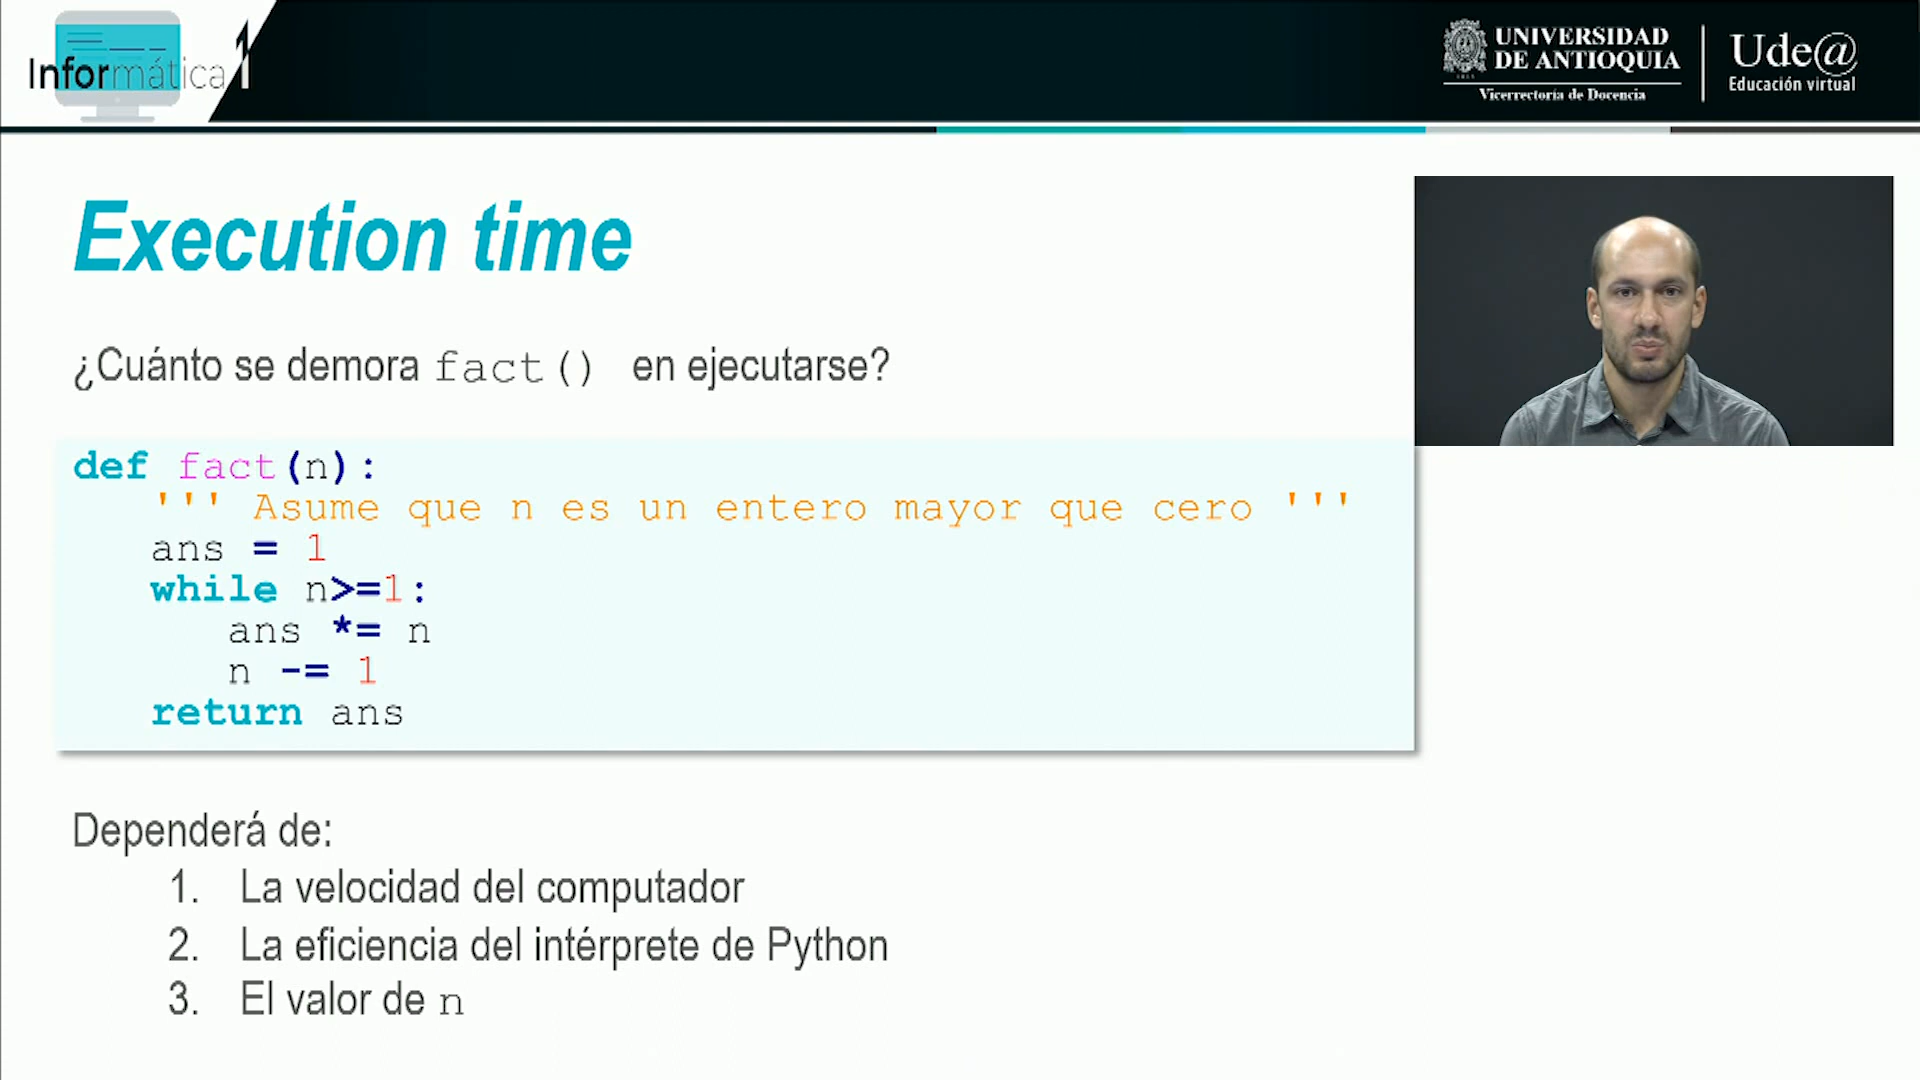 Informática 1
UNIVERSIDAD
DE ANTIOQUIA
Vicerrectoría de Docencia
Ude@
Educación virtual
Execution time
¿Cuánto se demora fact() en ejecutarse?
def fact(n):
''' Asume que n es un entero mayor que cero '''
ans = 1
while n>=1:
ans *= n
n -= 1
return ans
Dependerá de:
1. La velocidad del computador
2. La eficiencia del intérprete de Python
3. El valor de n